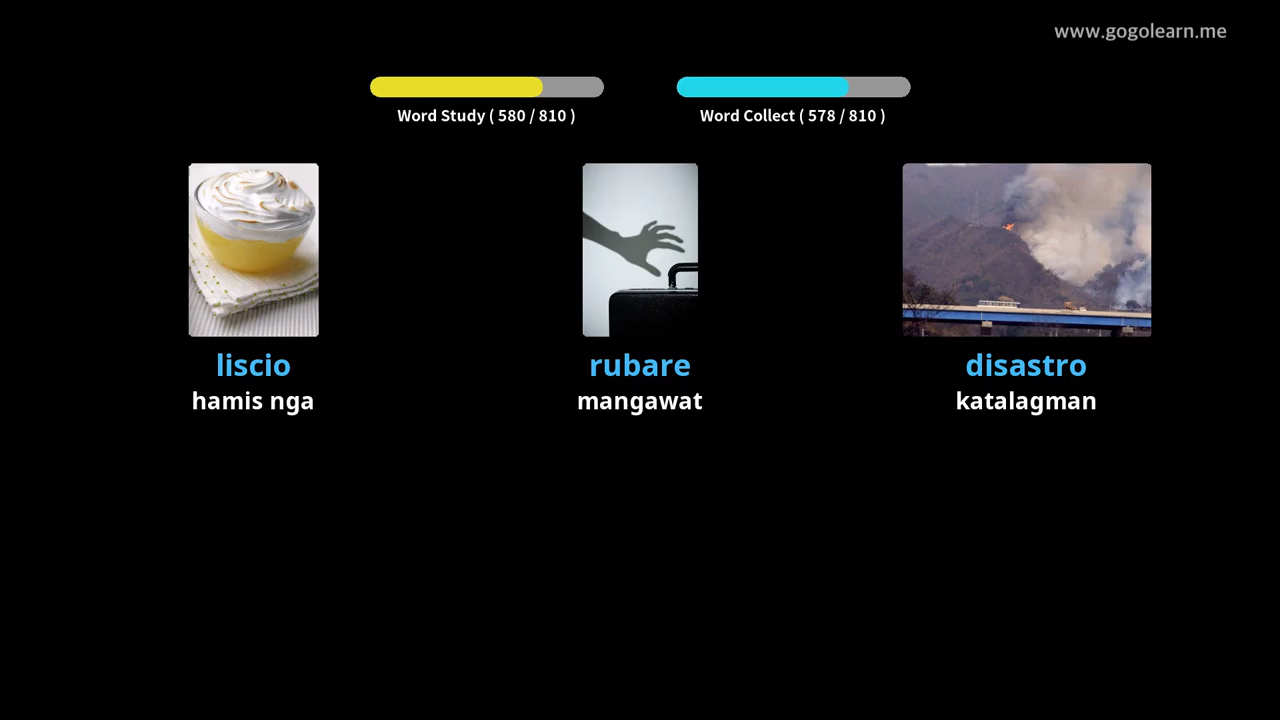 www.gogolearn.me
Word Study ( 580 / 810 )
Word Collect ( 578 / 810 )
liscio
hamis nga
rubare
mangawat
disastro
katalagman